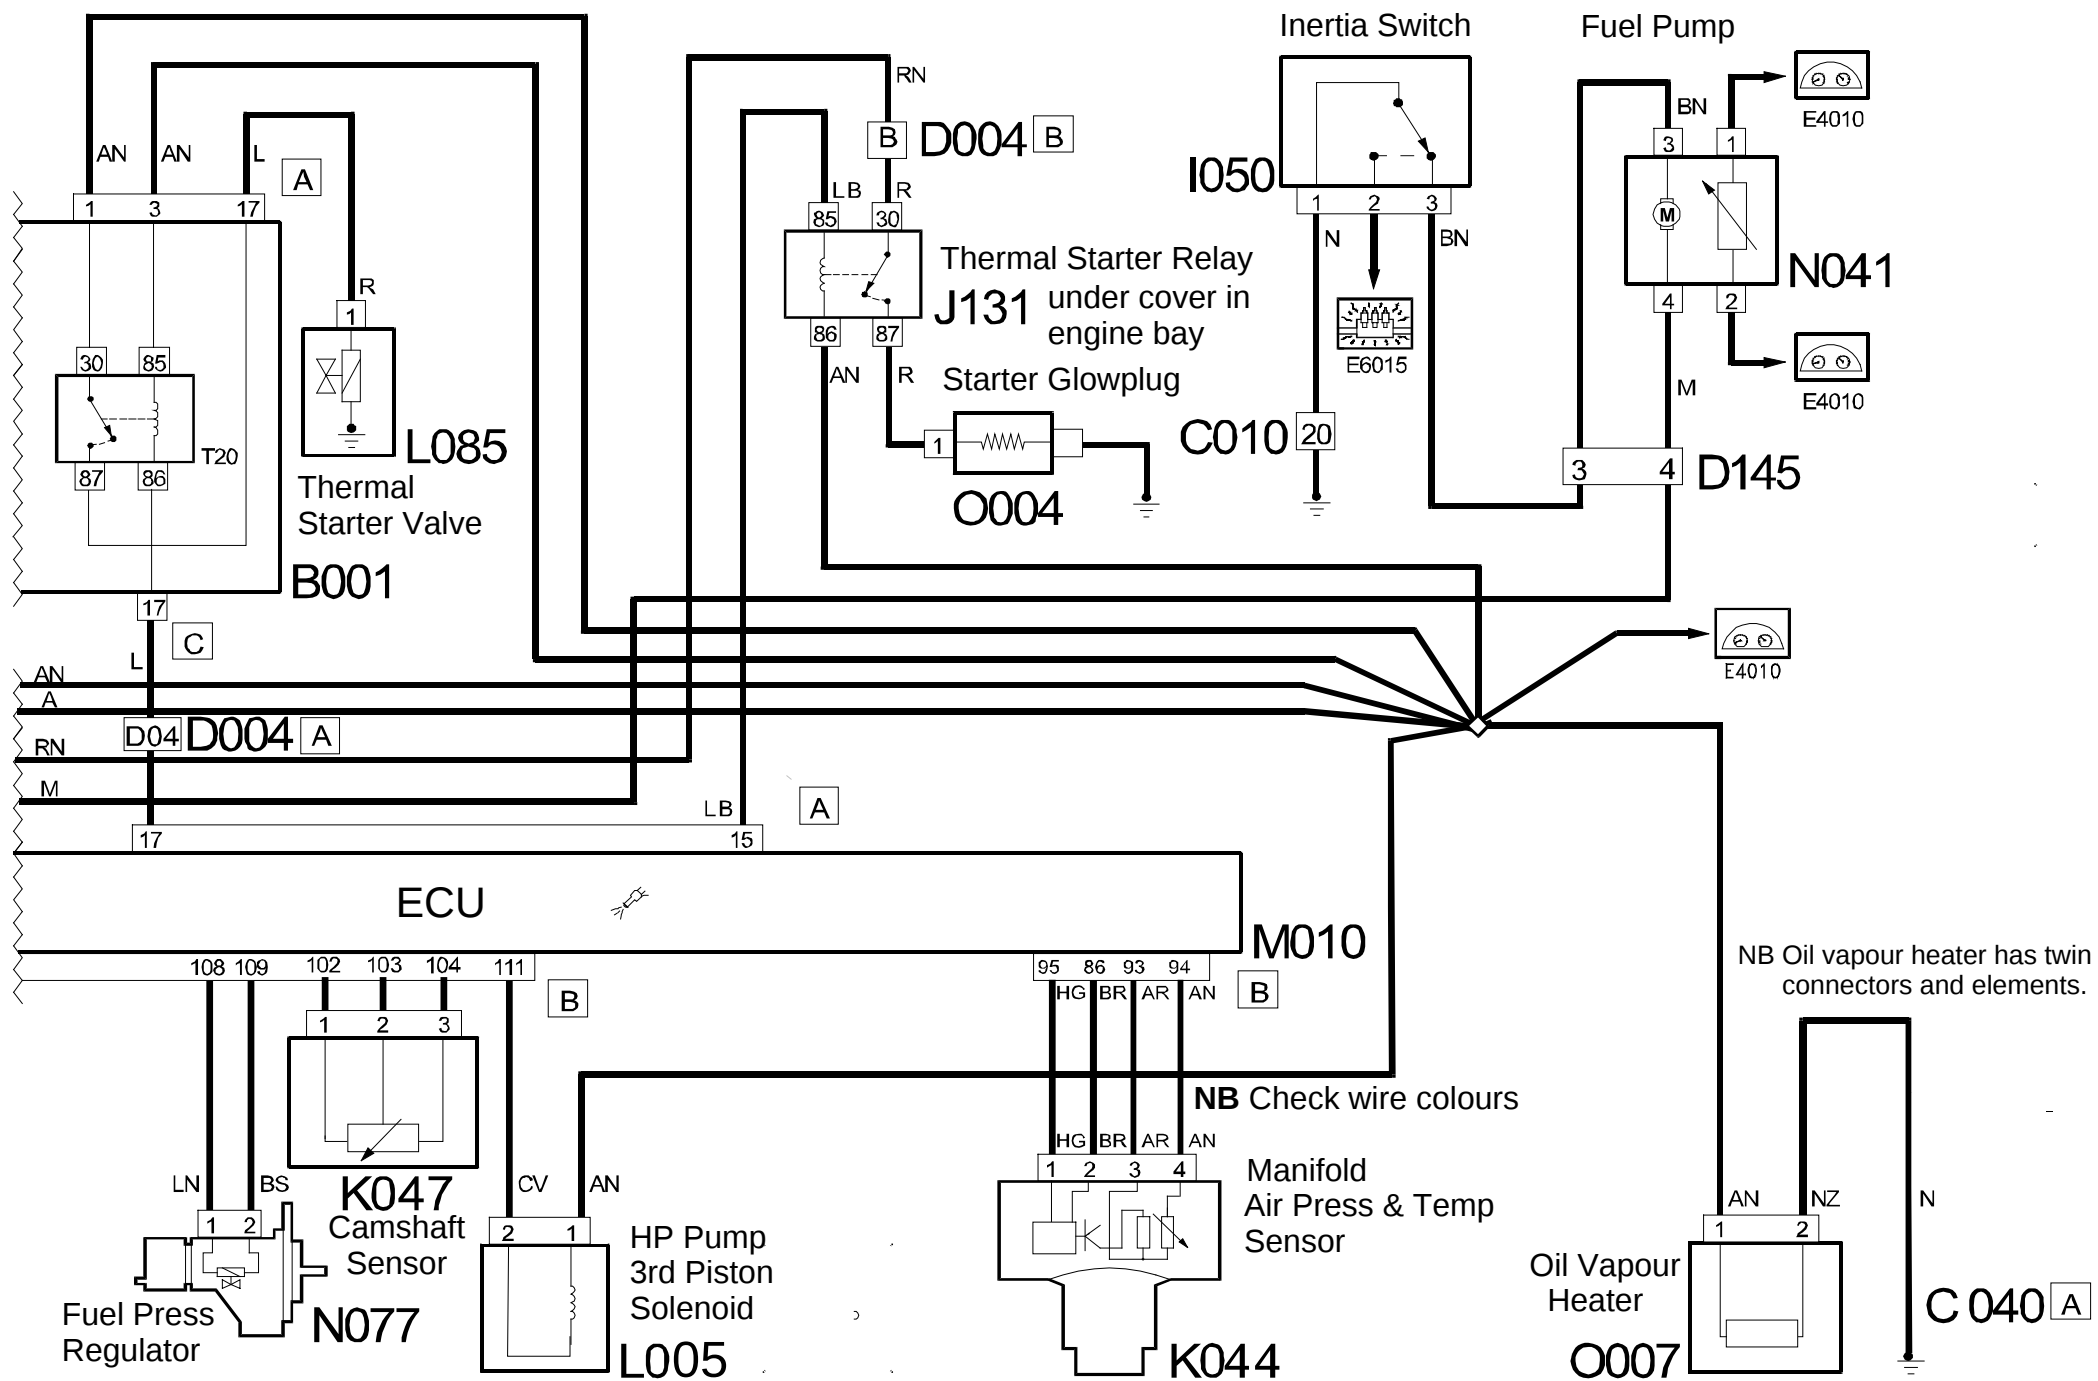 Inertia Switch
Fuel Pump
RN
BN
E4010
AN AN L A
B D004 B
3 1
I050
1 3 17
LB R
85 30
1 2 3
N BN
M
N041
Thermal Starter Relay
J131 under cover in
engine bay
R
1
86 87
4 2
E6015
30 85
AN R
Starter Glowplug
M
E4010
T20
L085
87 86
1
O004
C010 20
3 4 D145
Thermal
Starter Valve
B001
17
C
L
AN
A
E4010
D04 D004 A
RN
M
LB A
17 15
ECU
M010
108 109 102 103 104 111
B
95 86 93 94
HG BR AR AN B
NB Oil vapour heater has twin
connectors and elements.
1 2 3
NB Check wire colours
HG BR AR AN
1 2 3 4
LN BS
K047
Camshaft
Sensor
CV AN
2 1
1 2
Fuel Press
Regulator
N077
HP Pump
3rd Piston
Solenoid
L005
Manifold
Air Press & Temp
Sensor
K044
AN NZ N
1 2
Oil Vapour
Heater
O007
C 040 A